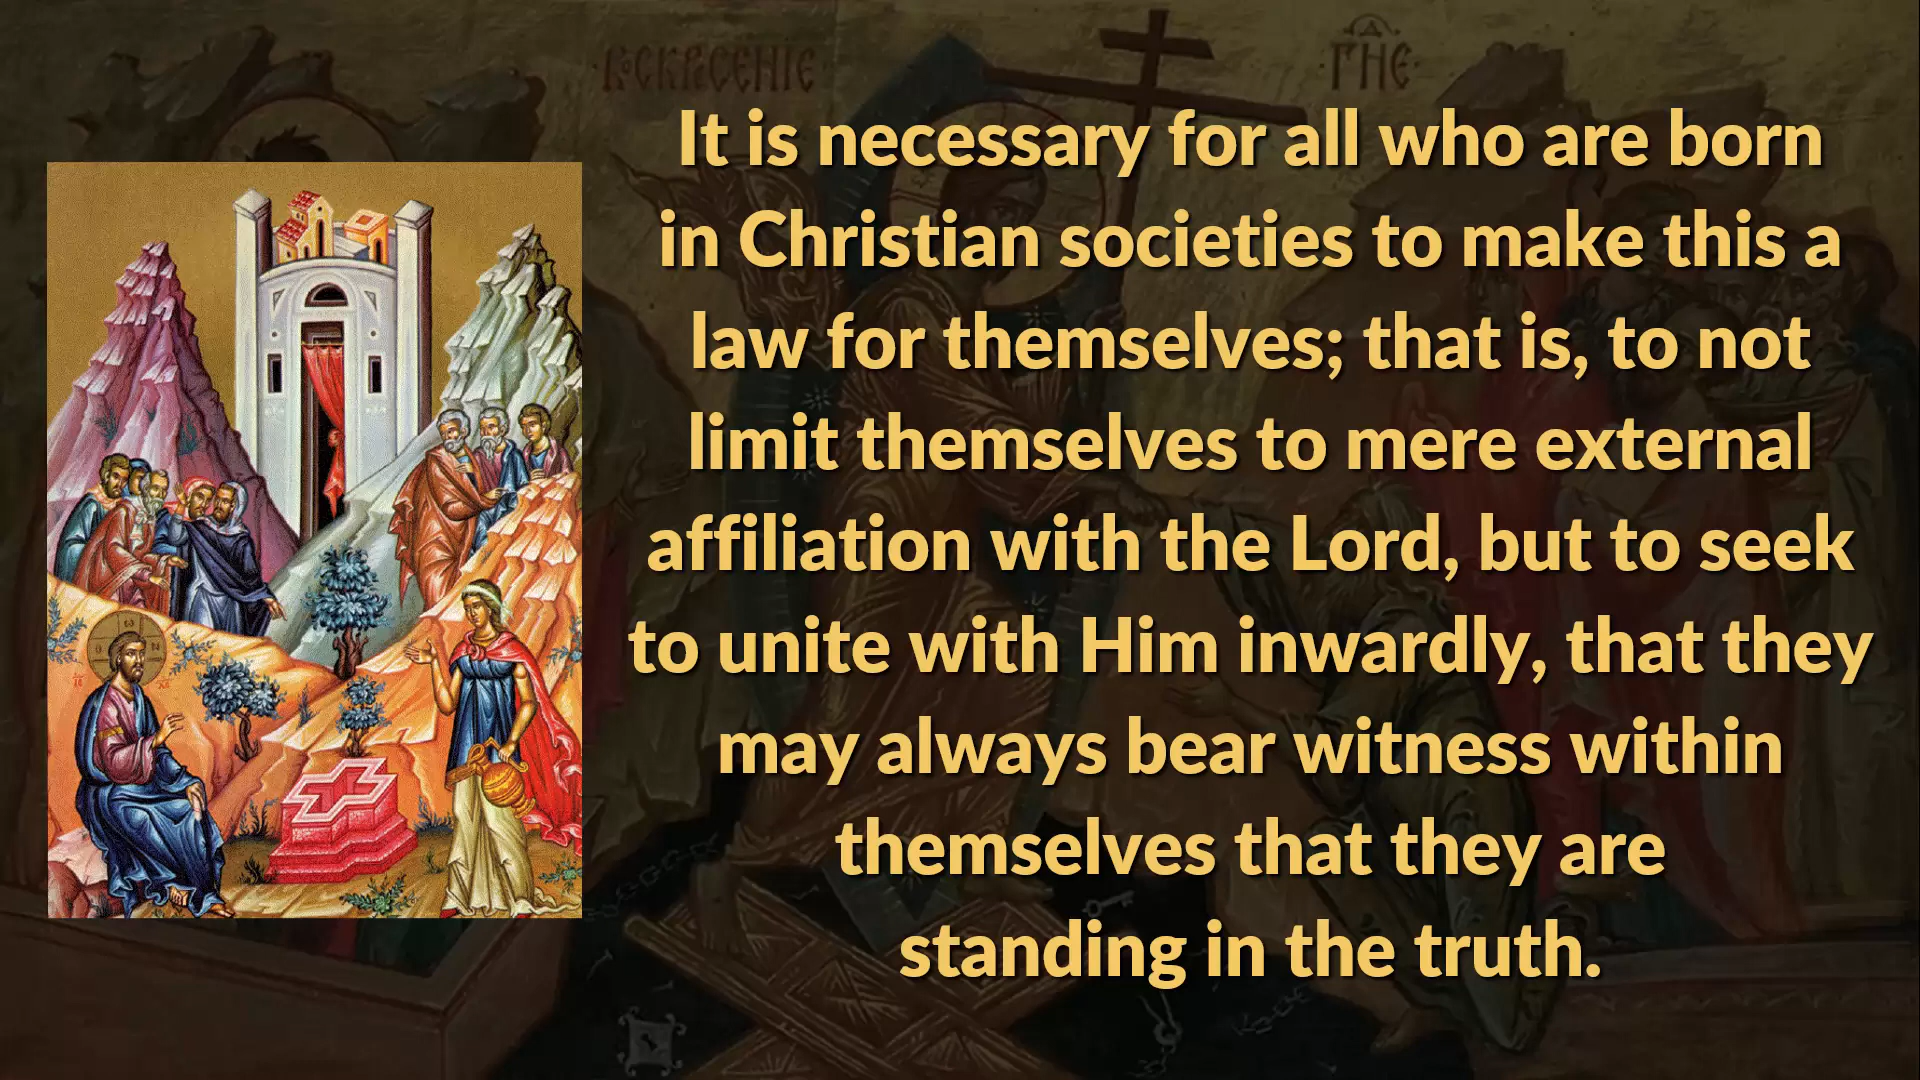 ·ВОСКРСЕНІЕ·
·ГДНЕ·
It is necessary for all who are born
in Christian societies to make this a
law for themselves; that is, to not
limit themselves to mere external
affiliation with the Lord, but to seek
to unite with Him inwardly, that they
may always bear witness within
themselves that they are
standing in the truth.